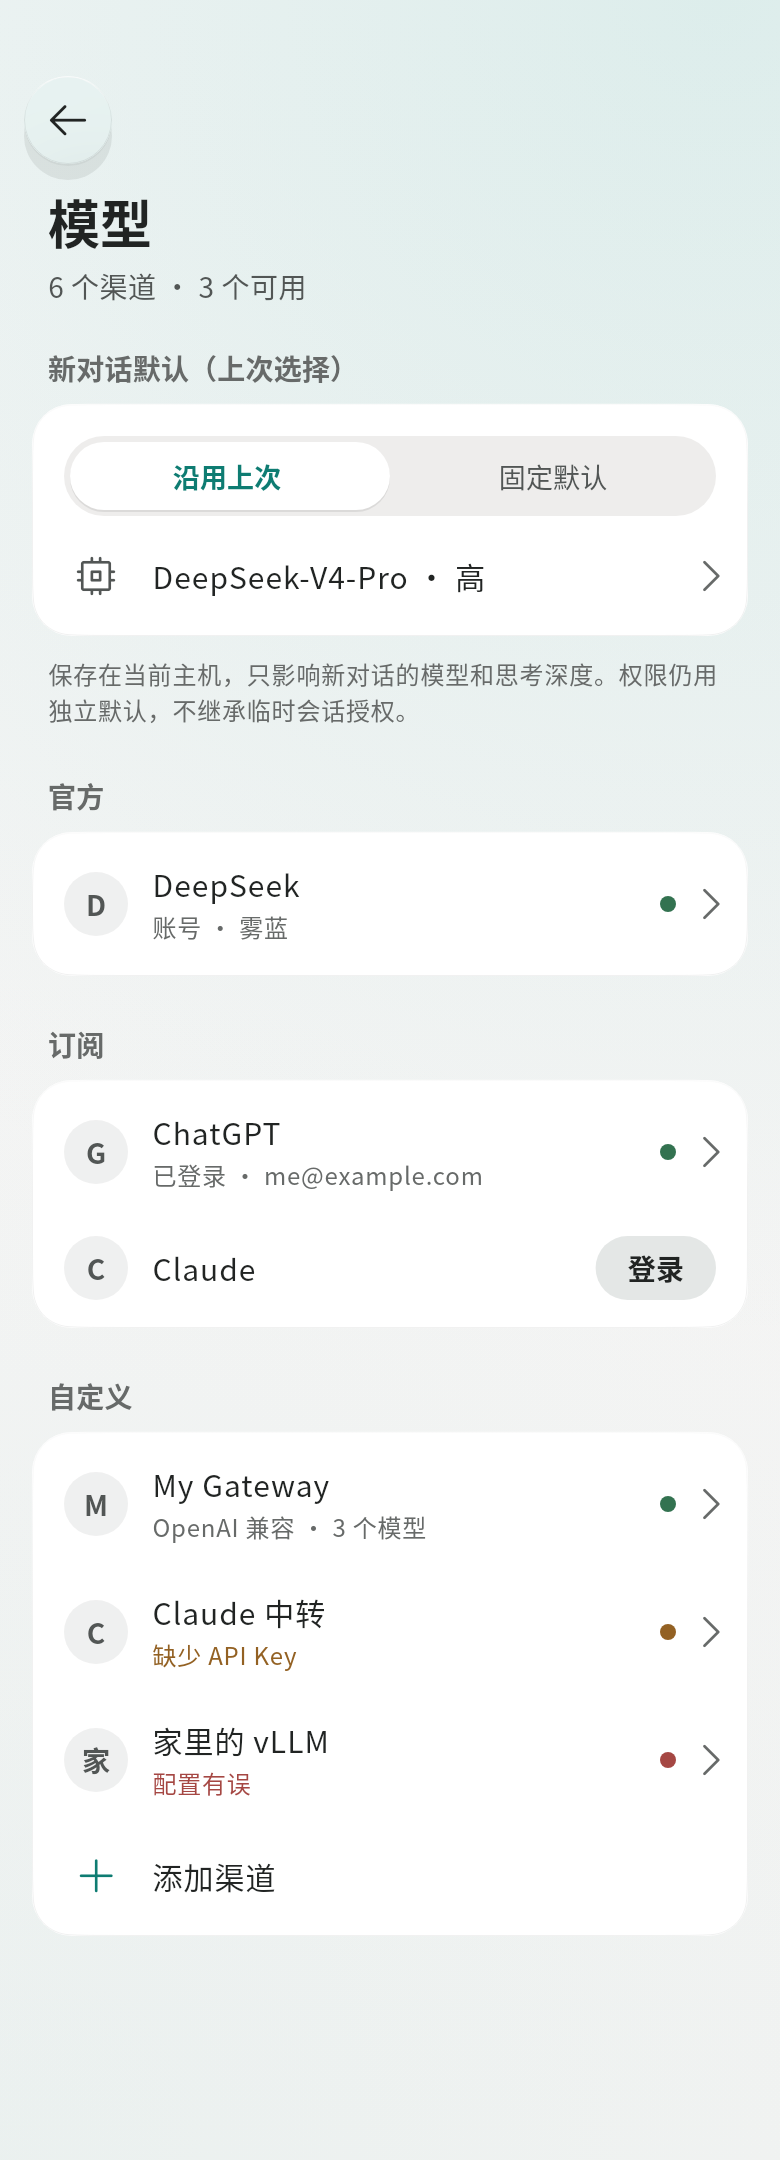 模型
6 个渠道 · 3 个可用
新对话默认（上次选择）
沿用上次
固定默认
DeepSeek-V4-Pro · 高
保存在当前主机，只影响新对话的模型和思考深度。权限仍用
独立默认，不继承临时会话授权。
官方
D
DeepSeek
账号 · 雾蓝
订阅
G
ChatGPT
已登录 · me@example.com
C
Claude
登录
自定义
M
My Gateway
OpenAI 兼容 · 3 个模型
C
Claude 中转
缺少 API Key
家
家里的 vLLM
配置有误
添加渠道